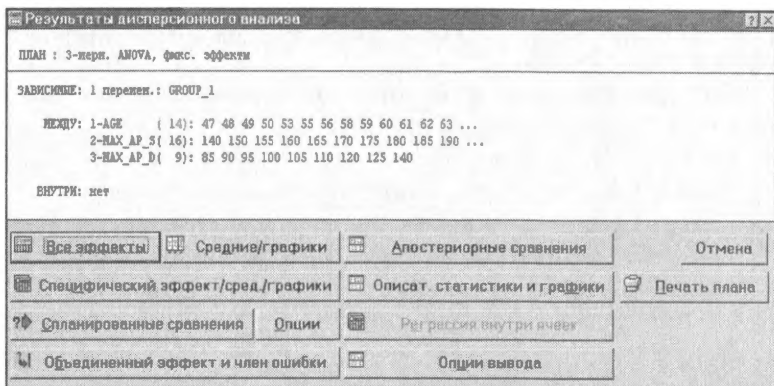 Результаты дисперсионного анализа
ПЛАН : 3-мерн. ANOVA, фикс. эффекты
ЗАВИСИМЫЕ: 1 перемен.: GROUP_1
МЕЖДУ: 1-AGE ( 14): 47 48 49 50 53 55 56 58 59 60 61 62 63 ...
2-MAX_AP_S( 16): 140 150 155 160 165 170 175 180 185 190 ...
3-MAX_AP_D( 9): 85 90 95 100 105 110 120 125 140
ВНУТРИ: нет
Все эффекты Средние/графики Апостериорные сравнения Отмена
Специфический эффект/сред./графики Описат. статистики и графики Печать плана
Спланированные сравнения Опции Регрессия внутри ячеек
Объединенный эффект и член ошибки Опции вывода